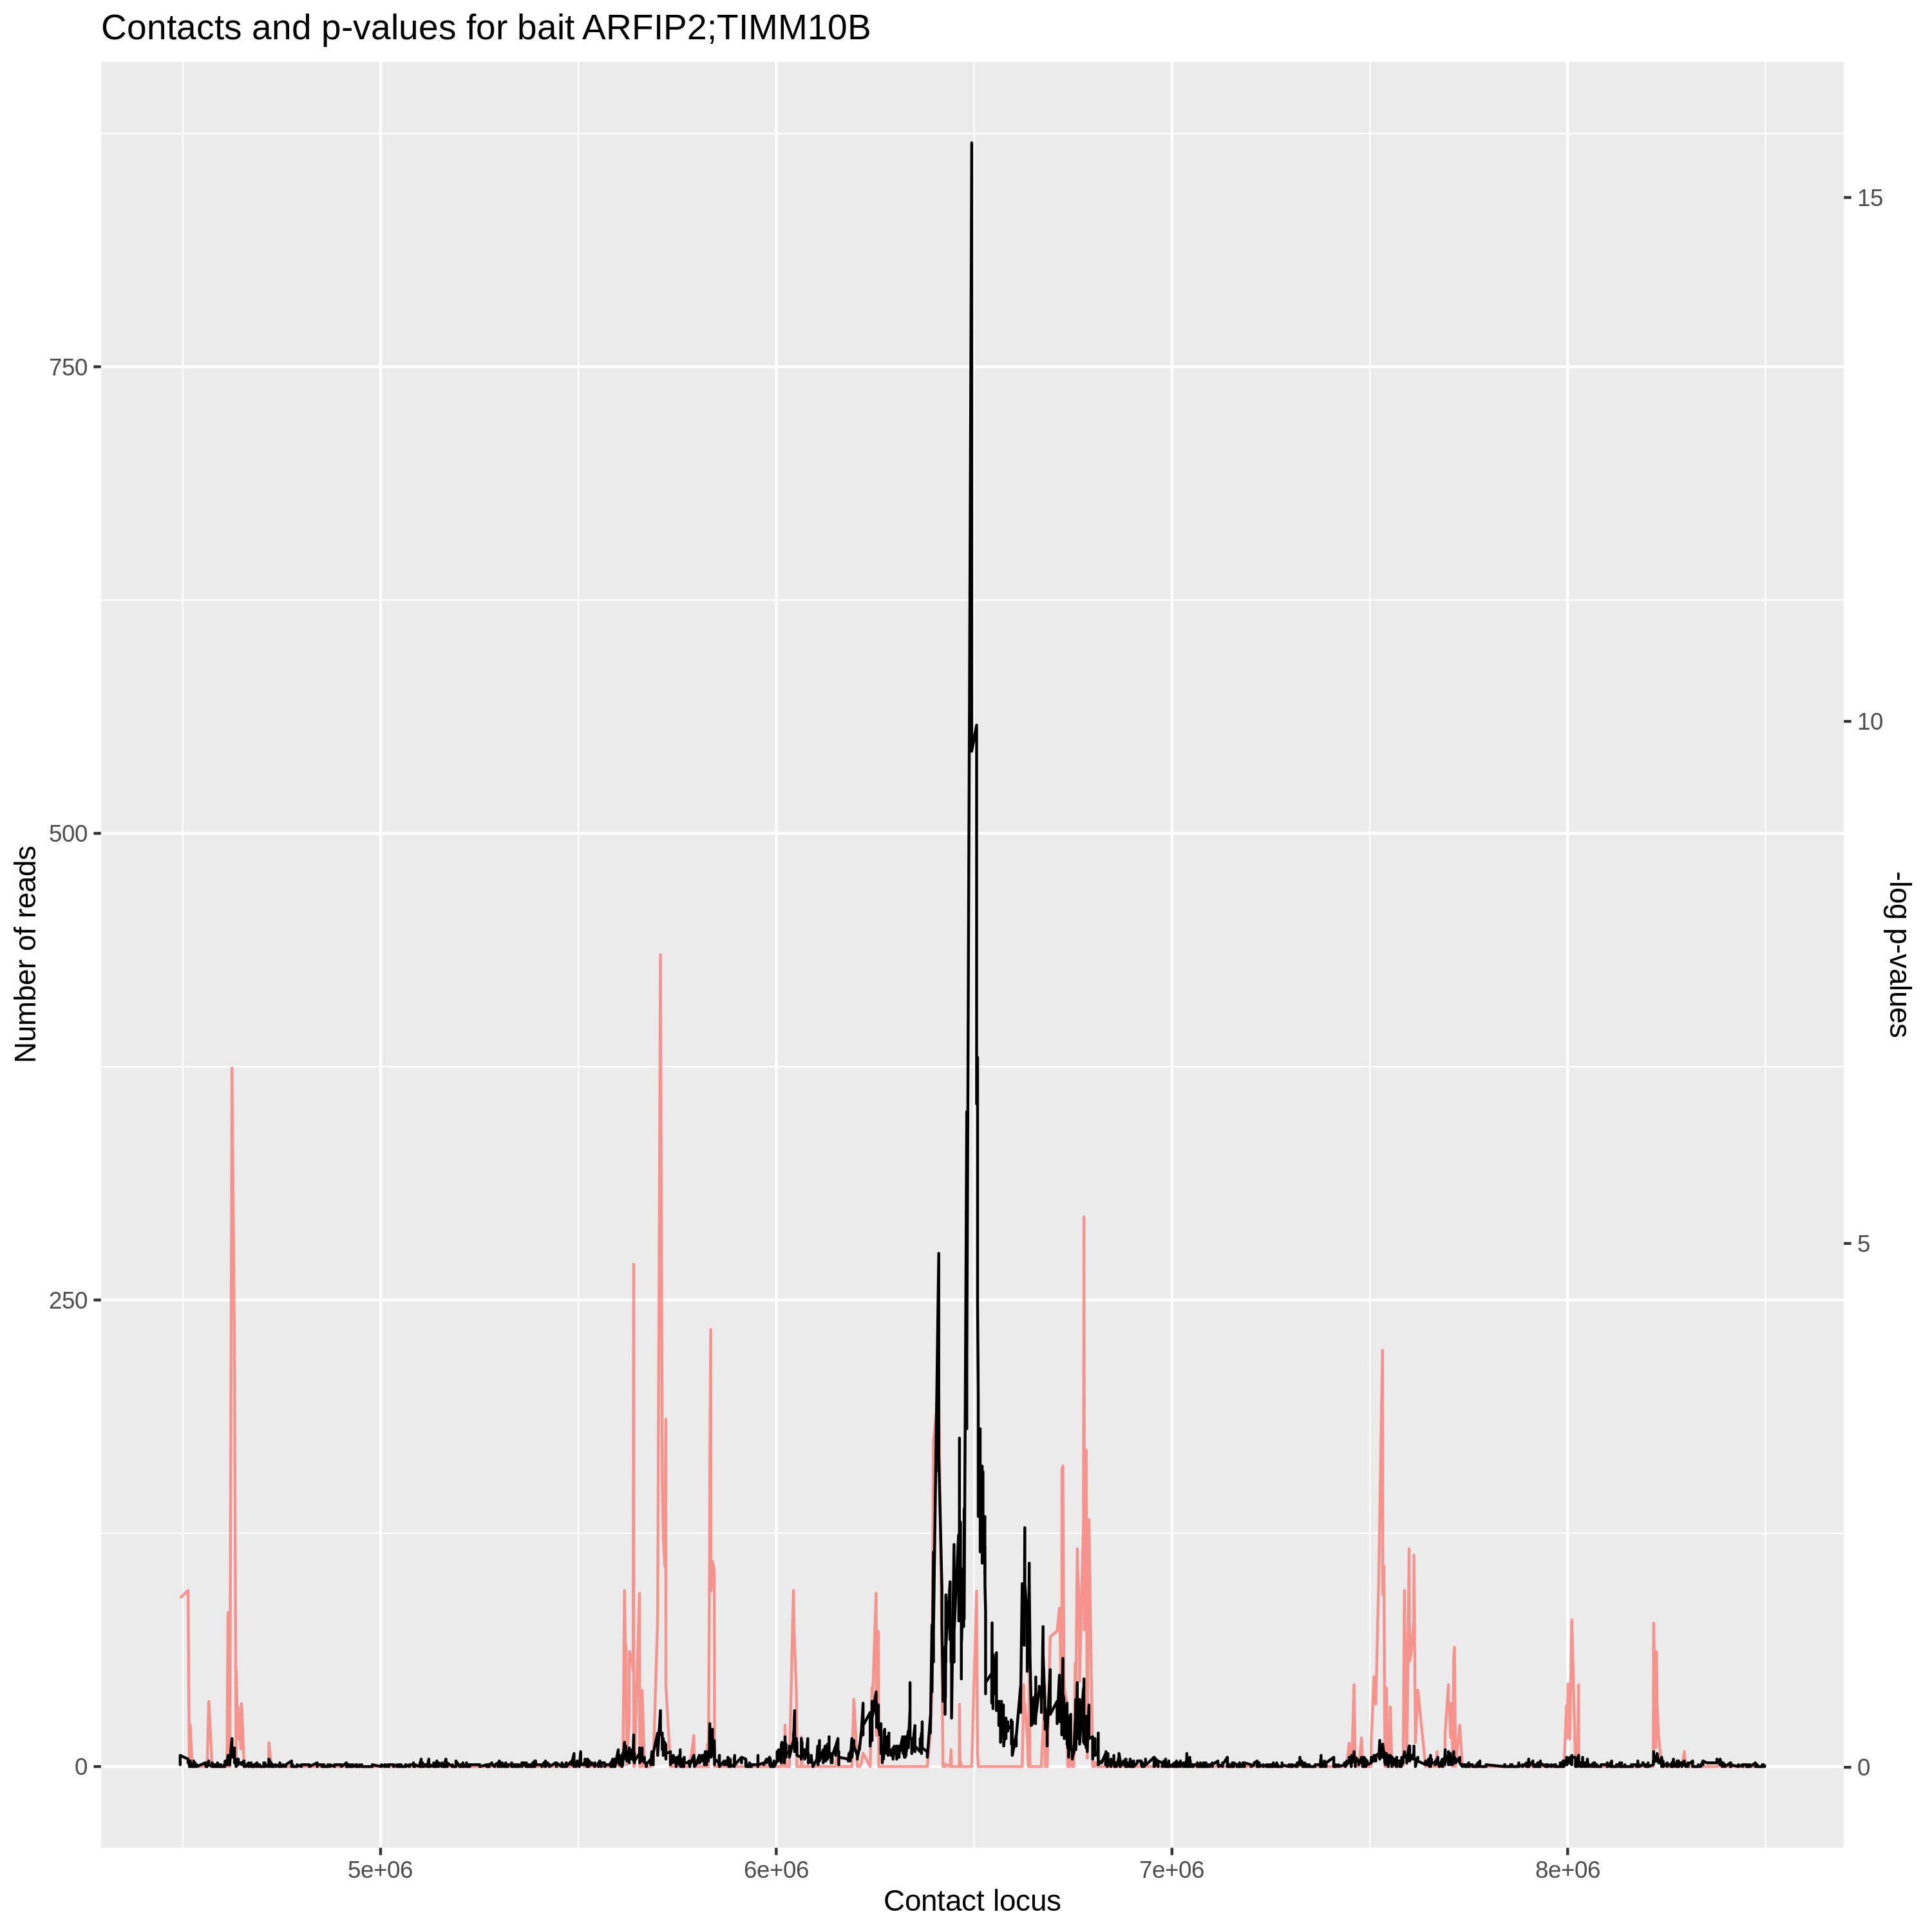 Contacts and p-values for bait ARFIP2;TIMM10B
15
750
10
500
Number of reads
-log p-values
5
250
0
0
5e+06
6e+06
7e+06
8e+06
Contact locus